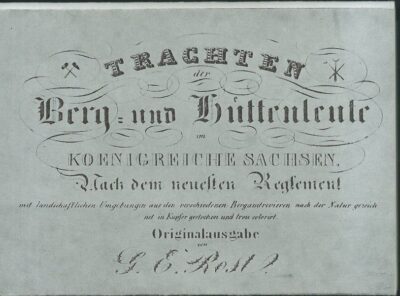 TRACHTEN
der
Berg- und Hüttenleute
im
KOENIGREICHE SACHSEN.
Nach dem neuesten Reglement
mit landschaftlichen Umgebungen aus den verschiedenen Bergamtrevieren nach der Natur gezeich
net in Kupfer gestochen und treu colorirt.
Originalausgabe
von
G. E. Rost